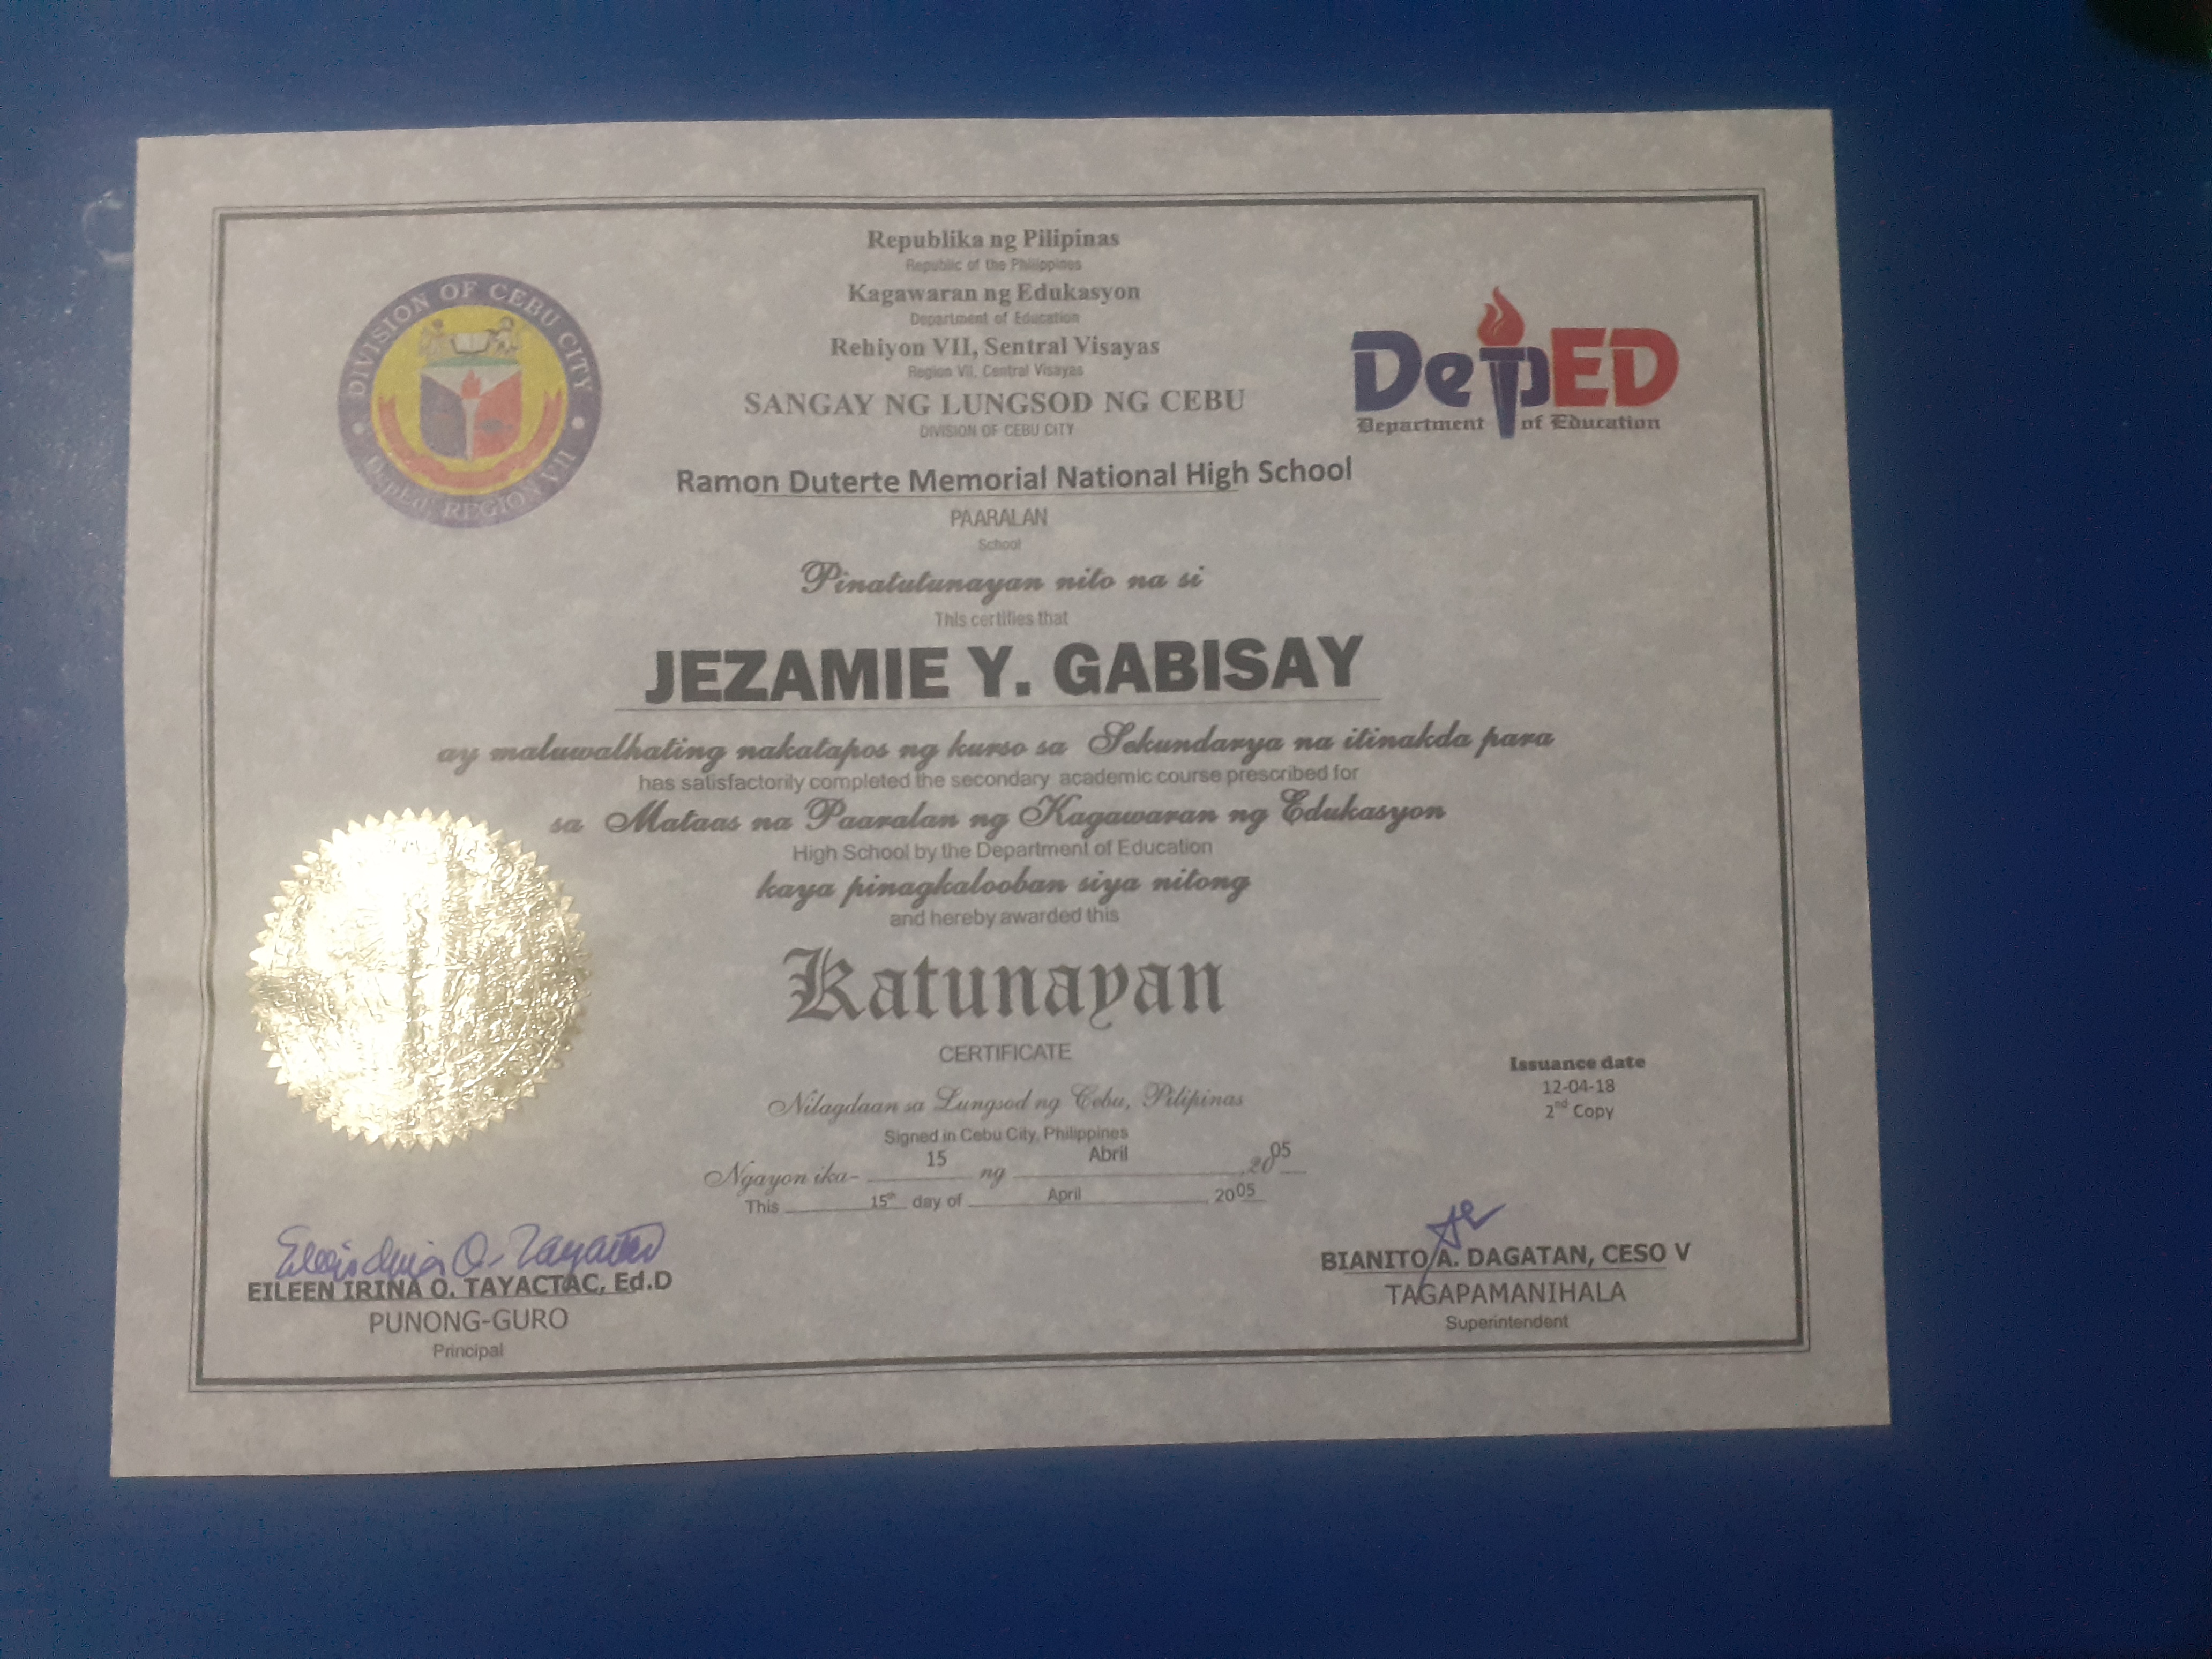 Republika ng Pilipinas
Republic of the Philippines
Kagawaran ng Edukasyon
Department of Education
Rehiyon VII, Sentral Visayas
Region VII, Central Visayas
SANGAY NG LUNGSOD NG CEBU
DIVISION OF CEBU CITY
DIVISION OF CEBU CITY
DepEd, REGION VII
DepED
Department of Education
Ramon Duterte Memorial National High School
PAARALAN
School
Pinatutunayan nito na si
This certifies that
JEZAMIE Y. GABISAY
ay maluwalhating nakatapos ng kurso sa Sekundarya na itinakda para
has satisfactorily completed the secondary academic course prescribed for
sa Mataas na Paaralan ng Kagawaran ng Edukasyon
High School by the Department of Education
kaya pinagkalooban siya nitong
and hereby awarded this
Katunayan
CERTIFICATE
Issuance date
12-04-18
2nd Copy
Nilagdaan sa Lungsod ng Cebu, Pilipinas
Signed in Cebu City, Philippines
Ngayon ika- 15 ng Abril, 2005
This 15th day of April, 2005
Eileen Irina O. Tayactac
EILEEN IRINA O. TAYACTAC, Ed.D
PUNONG-GURO
Principal
BIANITO A. DAGATAN, CESO V
TAGAPAMANIHALA
Superintendent